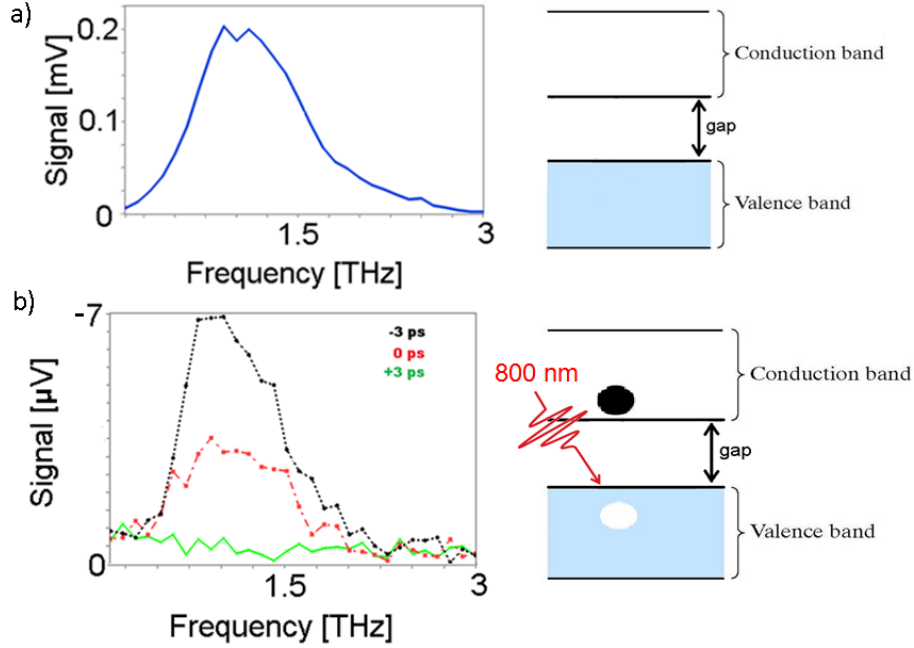 a)
0.2
0.1
0
Signal [mV]
1.5
3
Frequency [THz]
Conduction band
gap
Valence band
b)
-7
0
Signal [µV]
-3 ps
0 ps
+3 ps
1.5
3
Frequency [THz]
800 nm
Conduction band
gap
Valence band